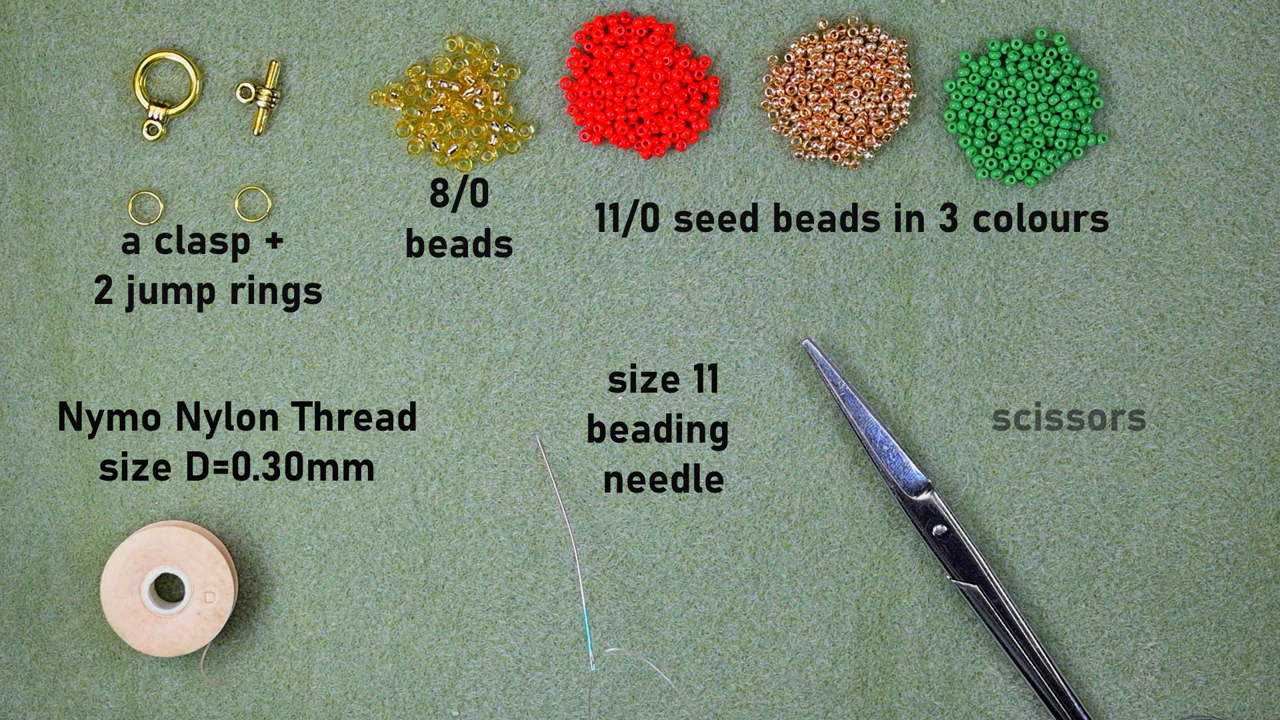 8/0
beads
11/0 seed beads in 3 colours
a clasp +
2 jump rings
Nymo Nylon Thread
size D=0.30mm
size 11
beading
needle
scissors
D